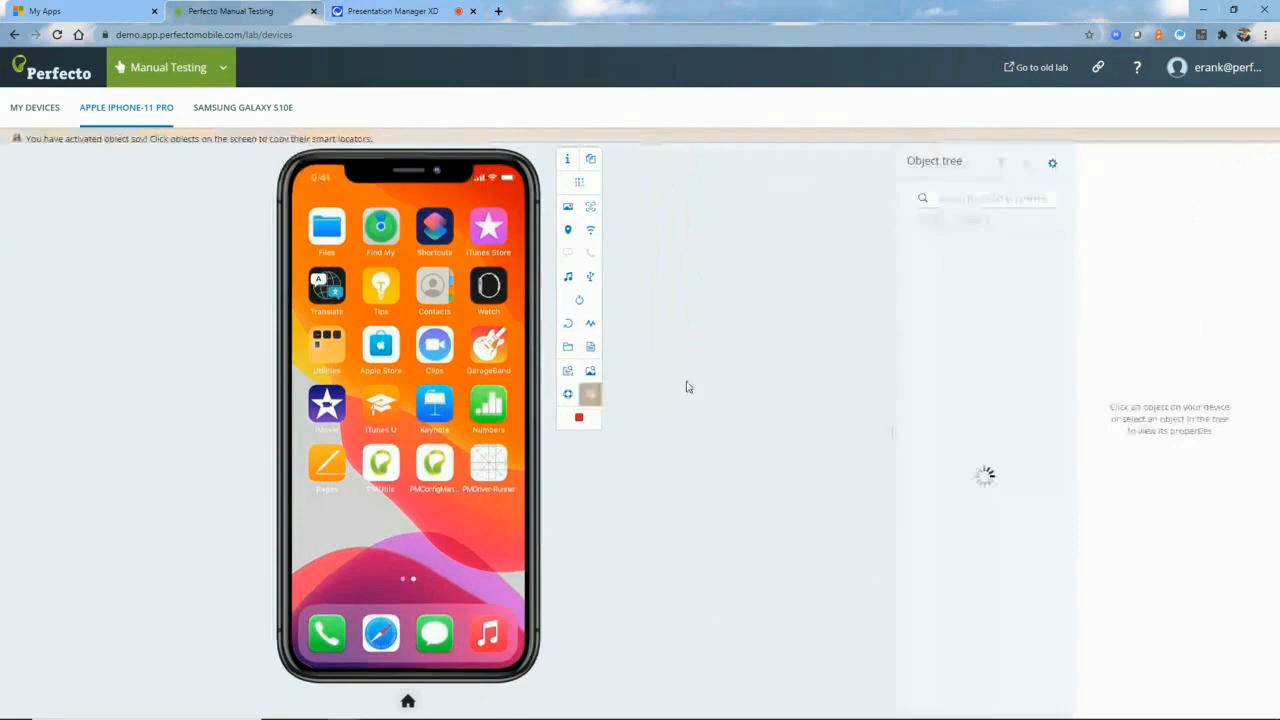 My Apps
Perfecto Manual Testing
Presentation Manager XD
demo.app.perfectomobile.com/lab/devices
Perfecto
Manual Testing
Go to old lab
?
erank@perf...
MY DEVICES
APPLE IPHONE-11 PRO
SAMSUNG GALAXY S10E
You have activated object spy! Click objects on the screen to copy their smart locators.
9:41
Object tree
Files
Find My
Shortcuts
iTunes Store
Translate
Tips
Contacts
Watch
Utilities
Apple Store
Clips
GarageBand
iMovie
iTunes U
Keynote
Numbers
Pages
PMUtils
PMConfigMan...
PMDriver-Runner
Click an object on your device
or select an object in the tree
to view its properties